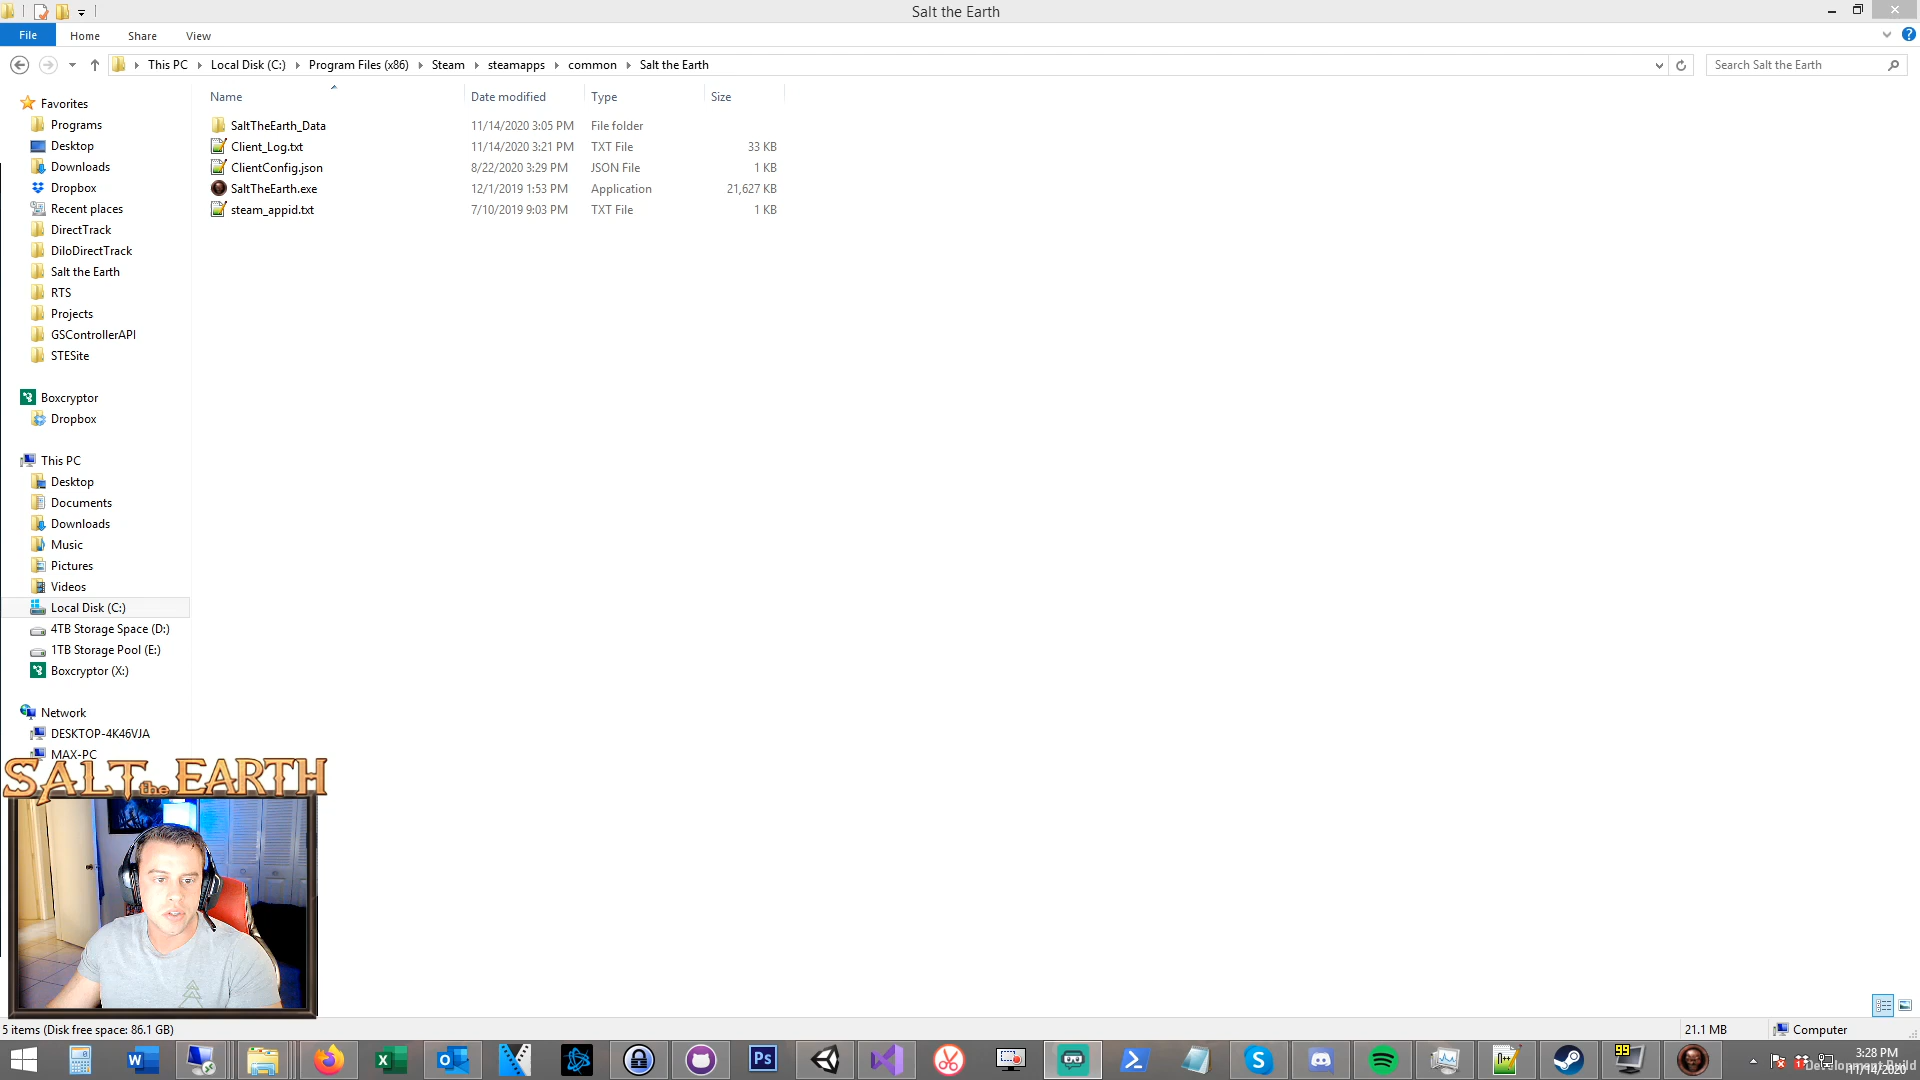 Salt the Earth
File Home Share View
This PC Local Disk (C:) Program Files (x86) Steam steamapps common Salt the Earth Search Salt the Earth
Name Date modified Type Size
SaltTheEarth_Data 11/14/2020 3:05 PM File folder
Client_Log.txt 11/14/2020 3:21 PM TXT File 33 KB
ClientConfig.json 8/22/2020 3:29 PM JSON File 1 KB
SaltTheEarth.exe 12/1/2019 1:53 PM Application 21,627 KB
steam_appid.txt 7/10/2019 9:03 PM TXT File 1 KB
Favorites
Programs
Desktop
Downloads
Dropbox
Recent places
DirectTrack
DiloDirectTrack
Salt the Earth
RTS
Projects
GSControllerAPI
STESite
Boxcryptor
Dropbox
This PC
Desktop
Documents
Downloads
Music
Pictures
Videos
Local Disk (C:)
4TB Storage Space (D:)
1TB Storage Pool (E:)
Boxcryptor (X:)
Network
DESKTOP-4K46VJA
MAX-PC
SALT the EARTH
5 items (Disk free space: 86.1 GB) 21.1 MB Computer
Ps
99
3:28 PM
11/14/2020
Development Build